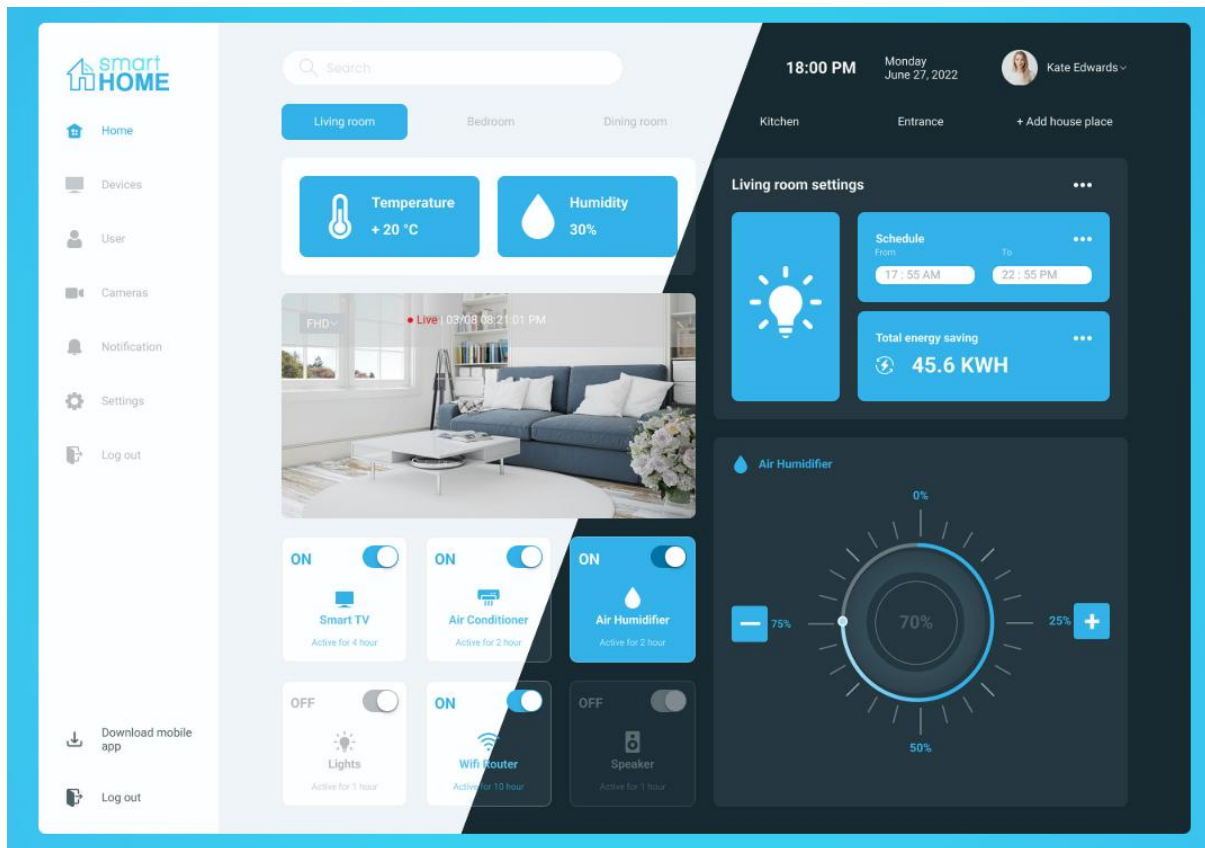 smart
HOME
Home
Devices
User
Cameras
Notification
Settings
Log out
Download mobile
app
Log out
Search
18:00 PM
Monday
June 27, 2022
Kate Edwards
Living room
Bedroom
Dining room
Kitchen
Entrance
+ Add house place
Temperature
+ 20 °C
Humidity
30%
FHD
Live | 03/08 08:21:01 PM
ON
Smart TV
Active for 4 hour
ON
Air Conditioner
Active for 2 hour
ON
Air Humidifier
Active for 2 hour
OFF
Lights
Active for 1 hour
ON
Wifi Router
Active for 10 hour
OFF
Speaker
Active for 1 hour
Living room settings
Schedule
From
To
17 : 55 AM
22 : 55 PM
Total energy saving
45.6 KWH
Air Humidifier
0%
75%
70%
25%
50%